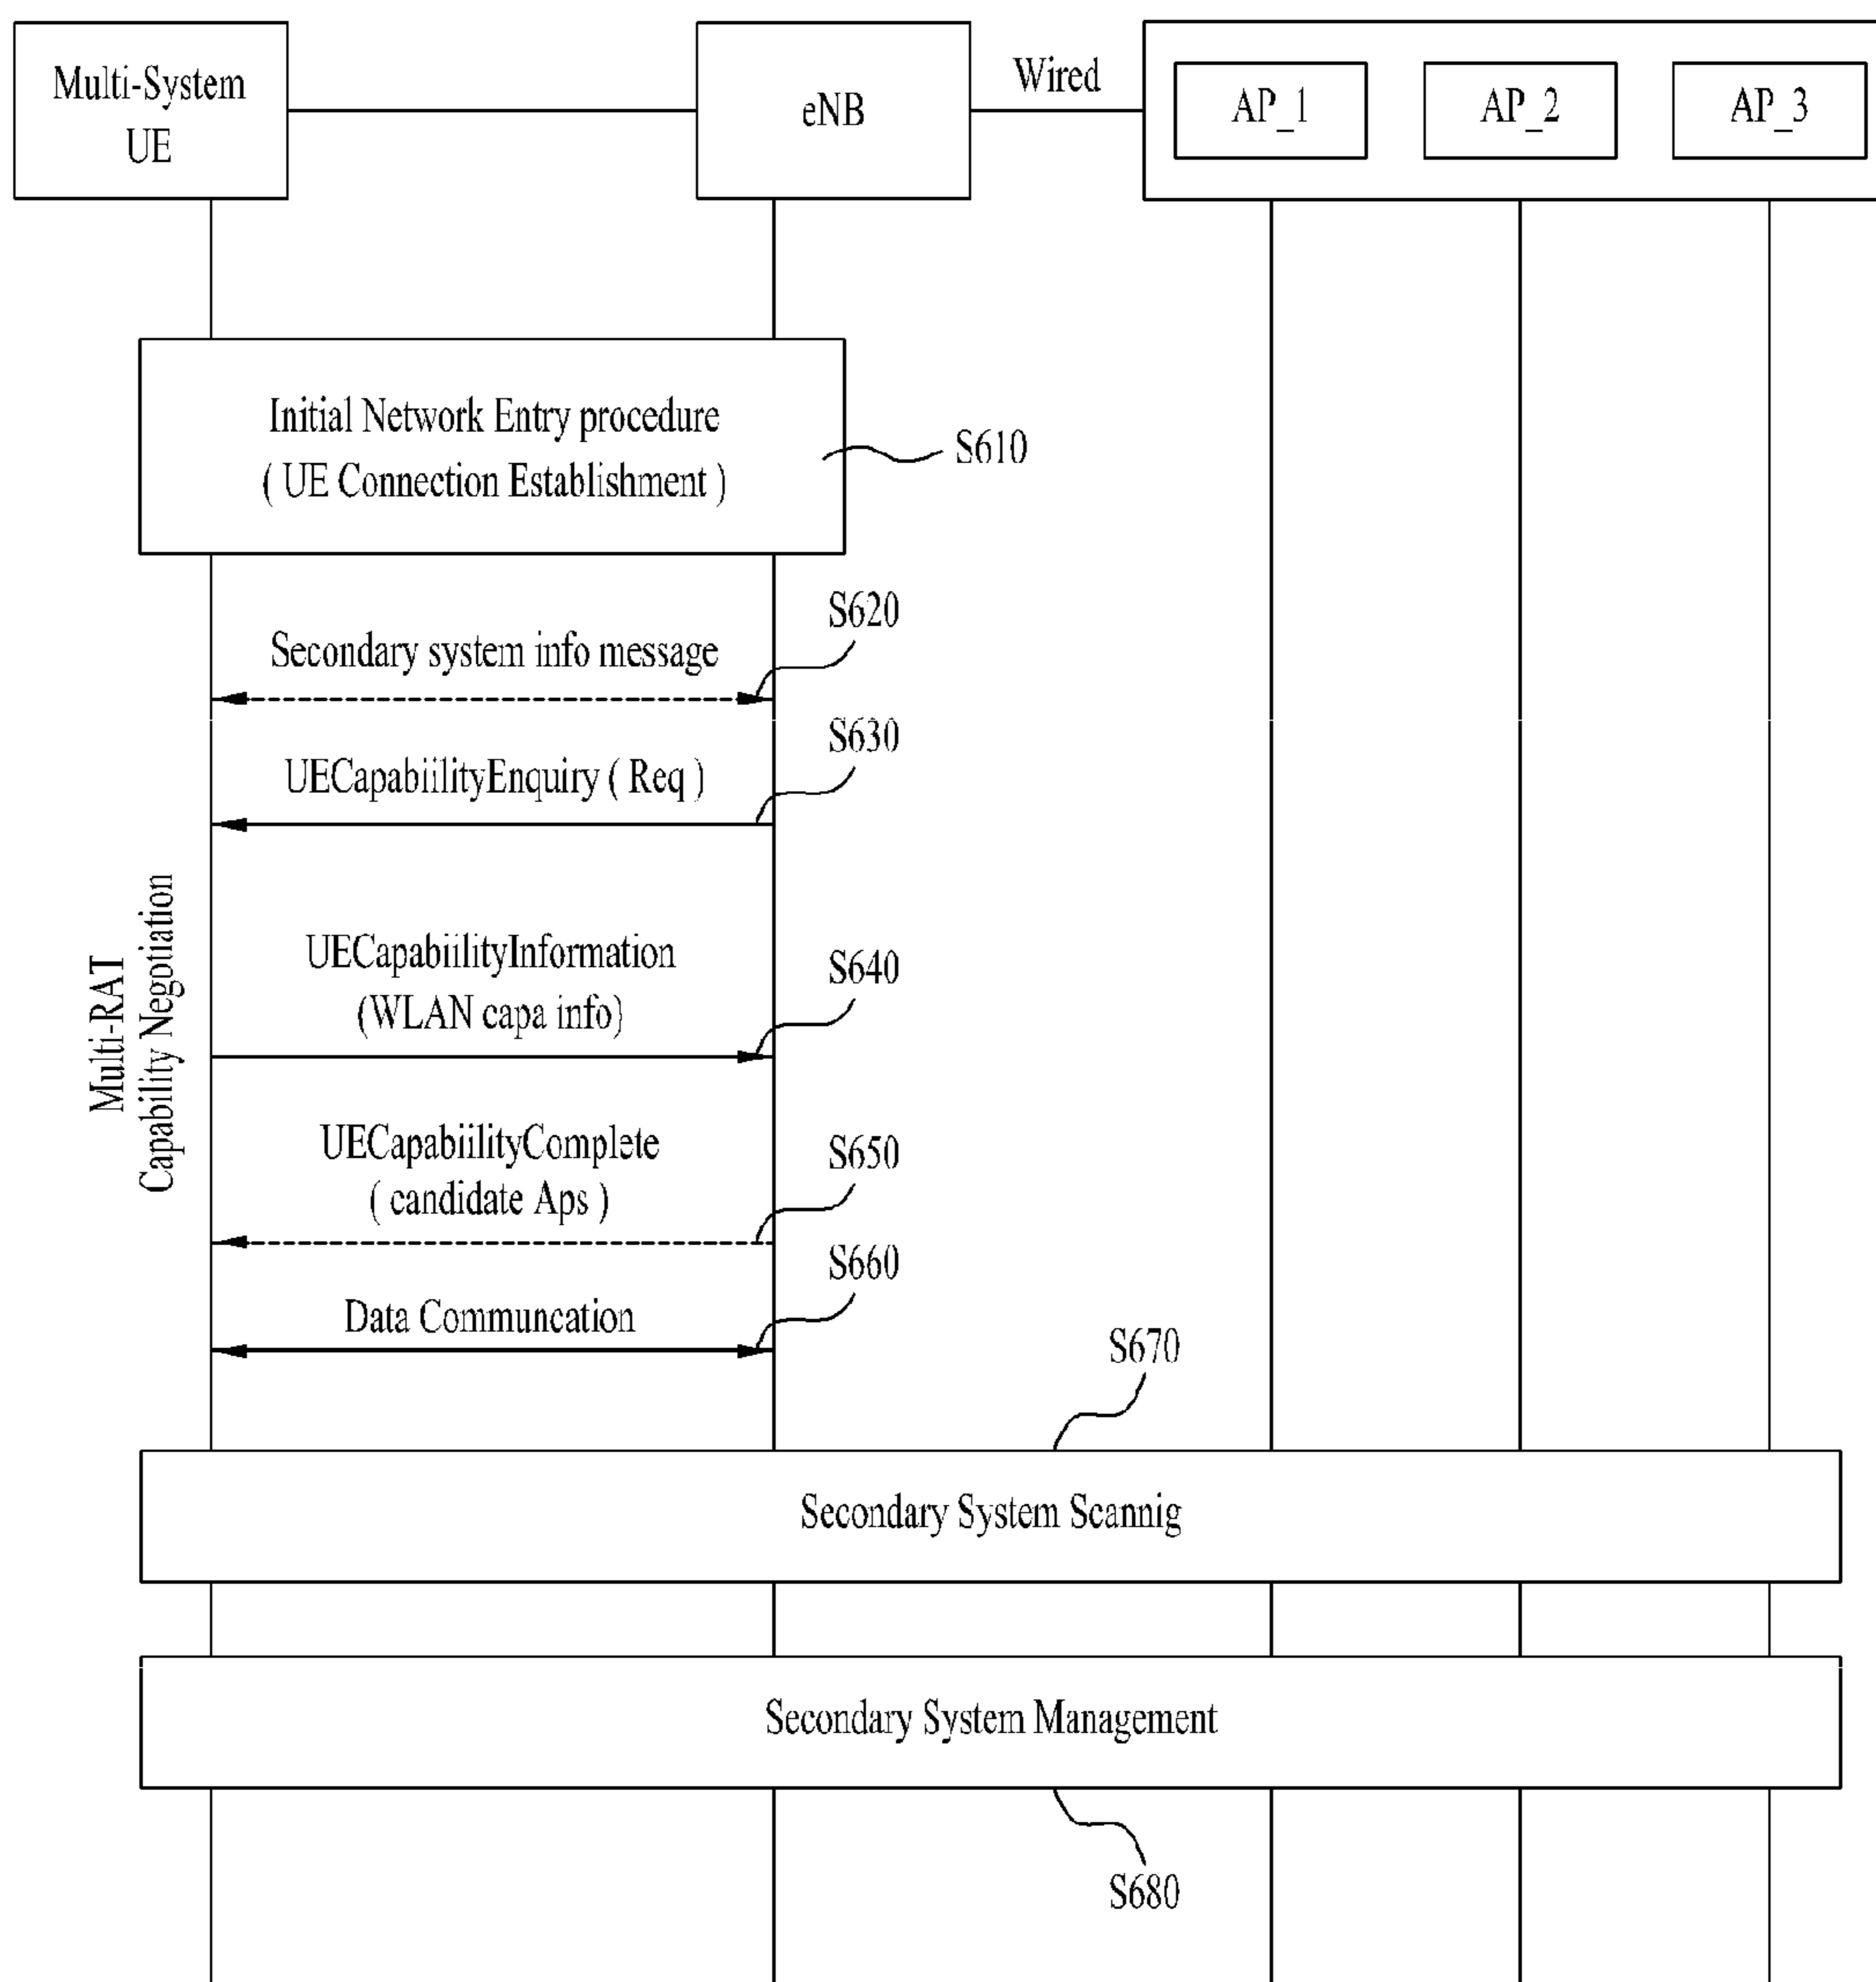 Multi-System
UE
eNB
Wired
AP_1
AP_2
AP_3
Initial Network Entry procedure
( UE Connection Establishment )
S610
S620
Secondary system info message
S630
UECapabiilityEnquiry ( Req )
Multi-RAT
Capability Negotiation
UECapabiilityInformation
(WLAN capa info)
S640
UECapabiilityComplete
( candidate Aps )
S650
S660
Data Communcation
S670
Secondary System Scannig
Secondary System Management
S680